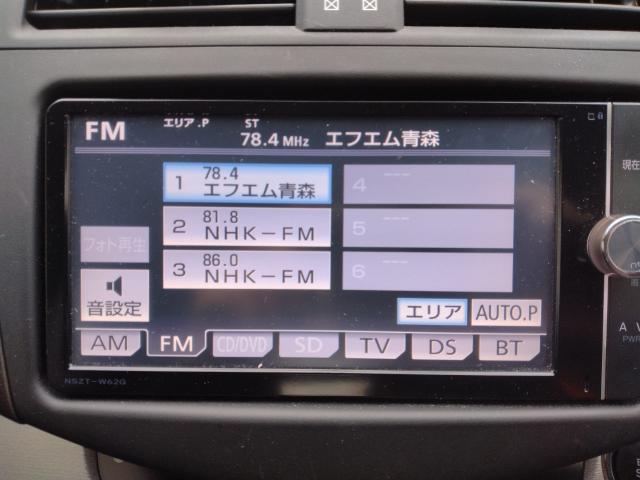 FM
エリア.P ST
78.4 MHz エフエム青森
1 78.4 エフエム青森
4 ---
2 81.8 NHK-FM
5 ---
3 86.0 NHK-FM
6 ---
フォト再生
音設定
エリア AUTO.P
AM FM CD/DVD SD TV DS BT
NSZT-W62G
現在
PWR